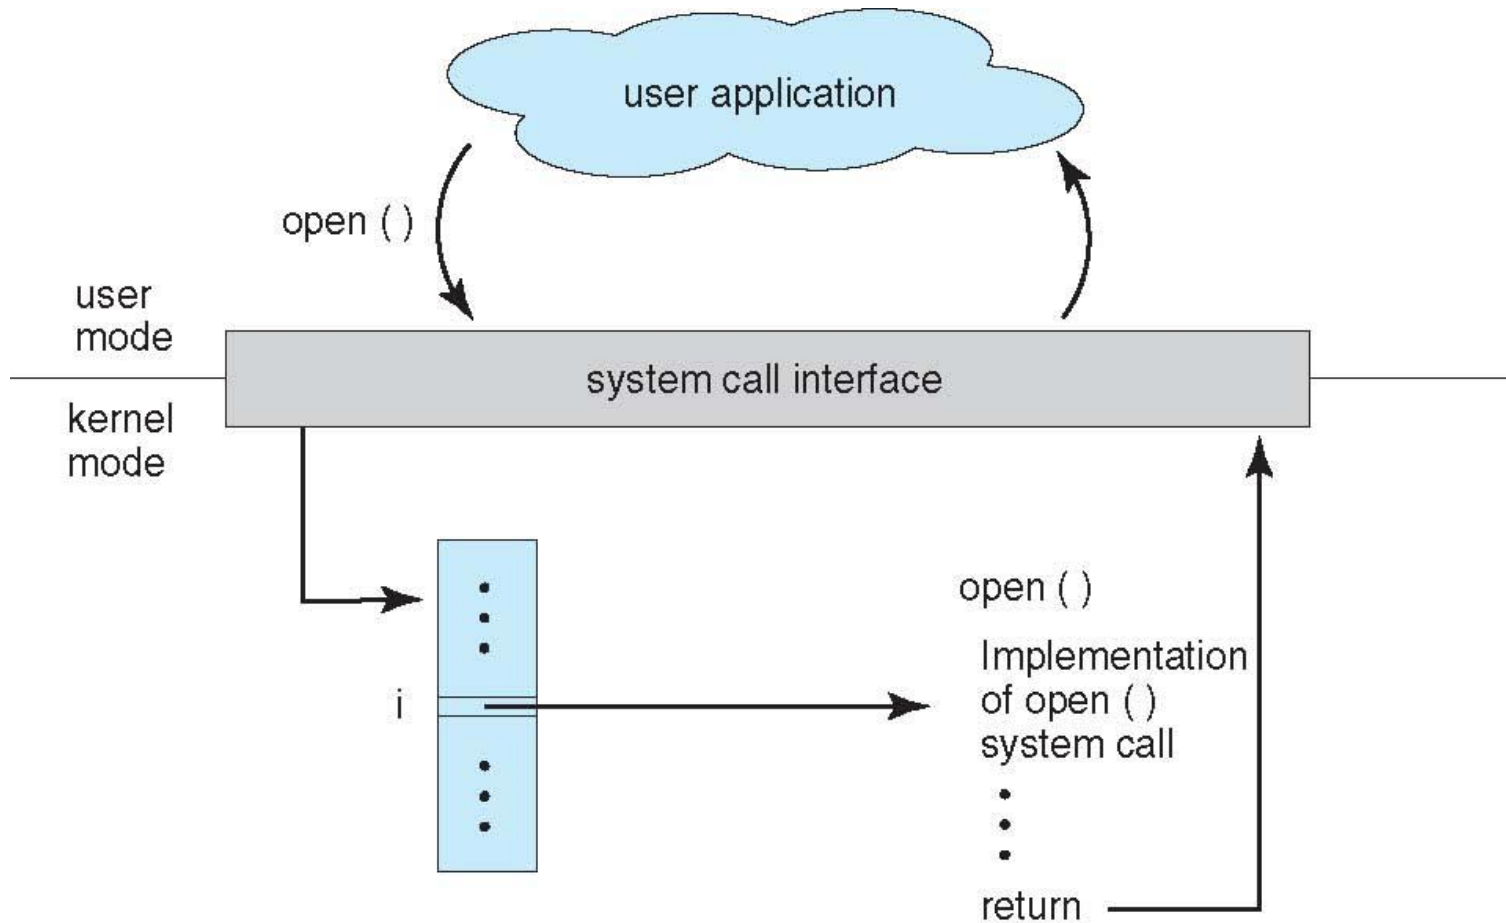 user application
open ( )
user
mode
system call interface
kernel
mode
open ( )
Implementation
of open ( )
system call
i
return